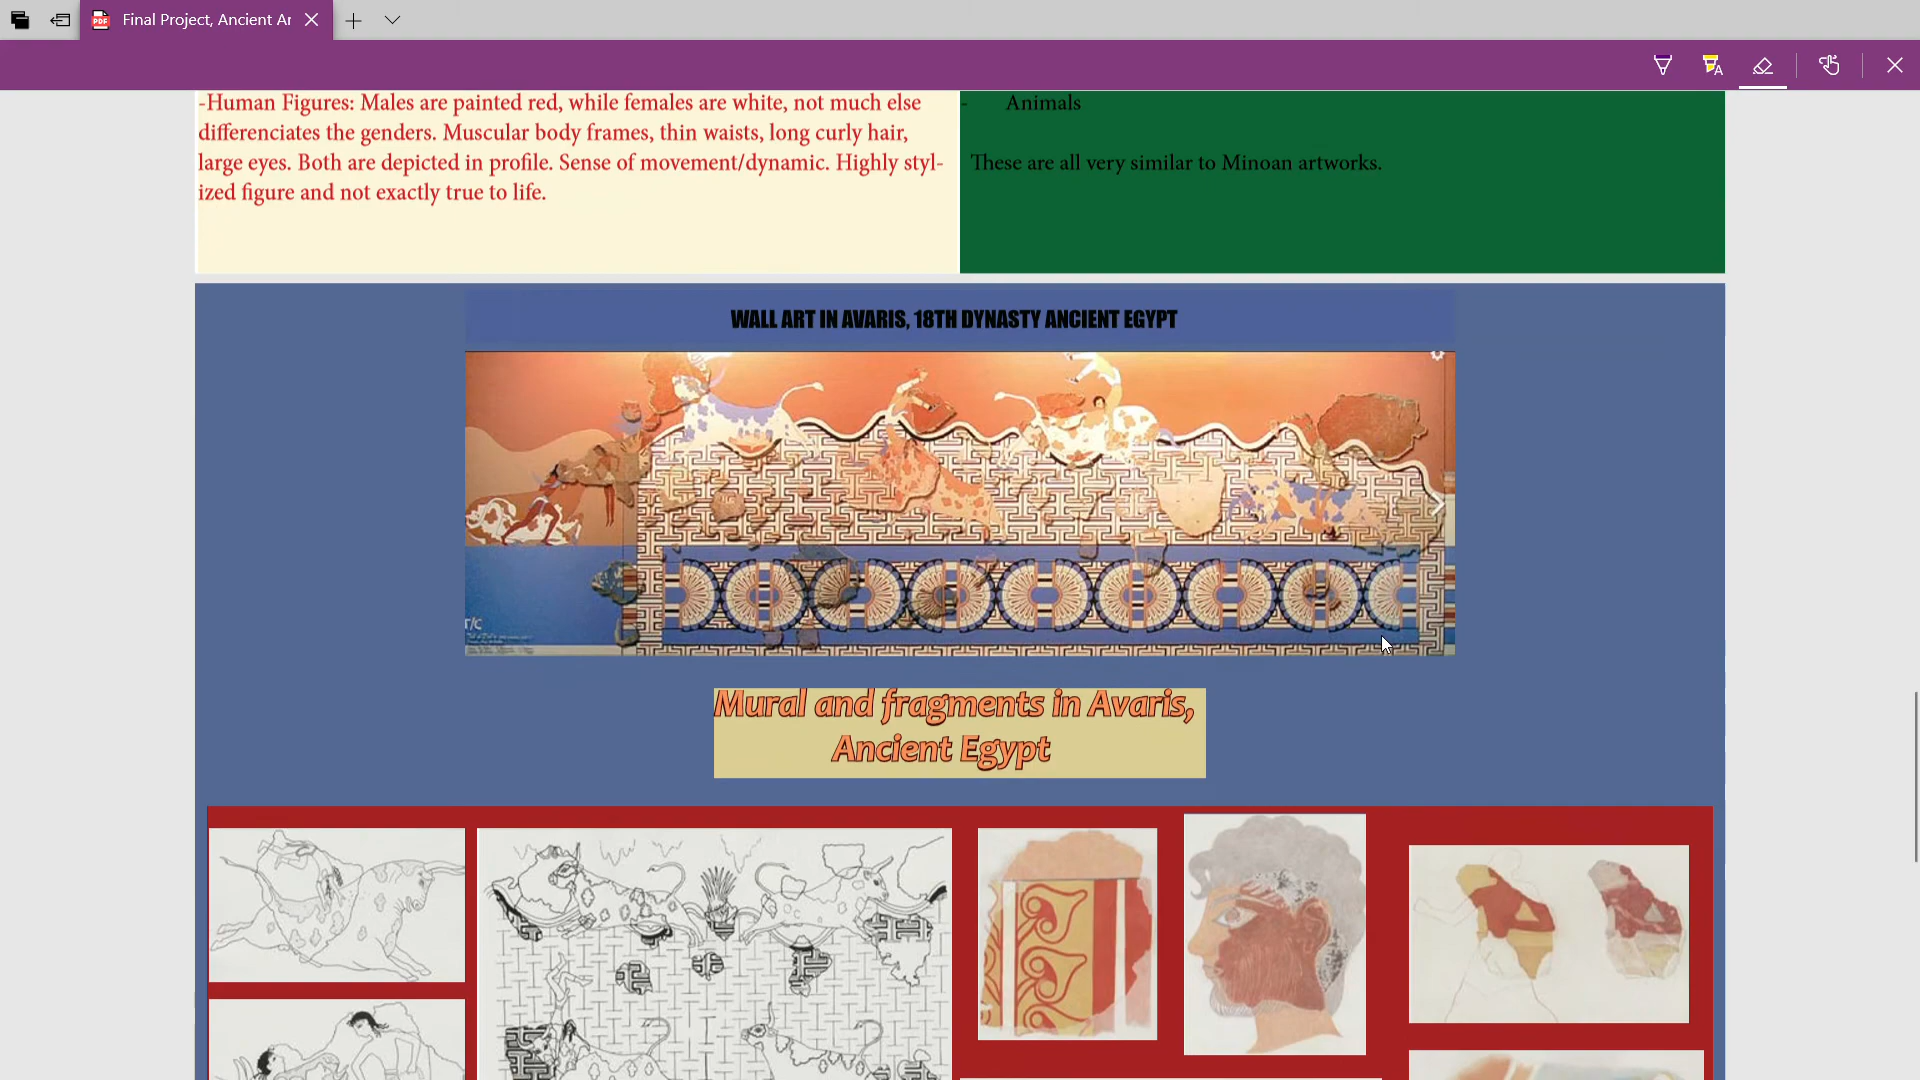 Final Project, Ancient Ar
-Human Figures: Males are painted red, while females are white, not much else
differenciates the genders. Muscular body frames, thin waists, long curly hair,
large eyes. Both are depicted in profile. Sense of movement/dynamic. Highly styl-
ized figure and not exactly true to life.
- Animals
These are all very similar to Minoan artworks.
WALL ART IN AVARIS, 18TH DYNASTY ANCIENT EGYPT
T/C
Mural and fragments in Avaris,
Ancient Egypt